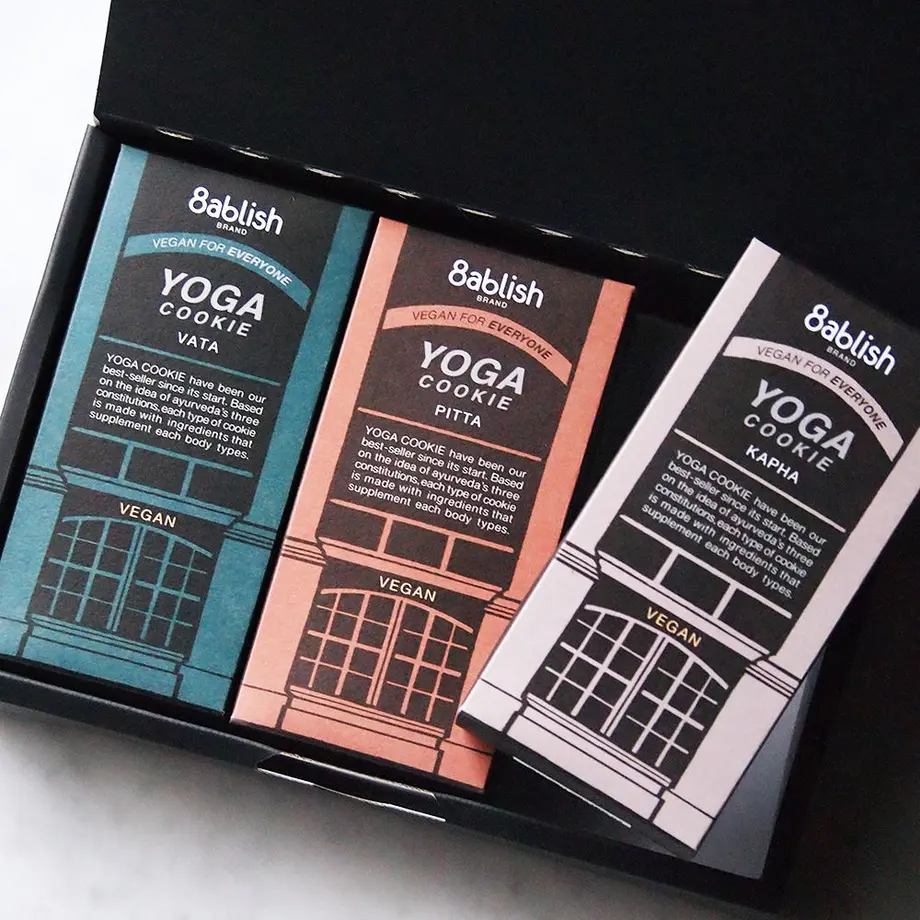 8ablish
BRAND
VEGAN FOR EVERYONE
YOGA
COOKIE
VATA
YOGA COOKIE have been our
best-seller since its start. Based
on the idea of ayurveda's three
constitutions, each type of cookie
is made with ingredients that
supplement each body types.
VEGAN
8ablish
BRAND
VEGAN FOR EVERYONE
YOGA
COOKIE
PITTA
YOGA COOKIE have been our
best-seller since its start. Based
on the idea of ayurveda's three
constitutions, each type of cookie
is made with ingredients that
supplement each body types.
VEGAN
8ablish
BRAND
VEGAN FOR EVERYONE
YOGA
COOKIE
KAPHA
YOGA COOKIE have been our
best-seller since its start. Based
on the idea of ayurveda's three
constitutions, each type of cookie
is made with ingredients that
supplement each body types.
VEGAN